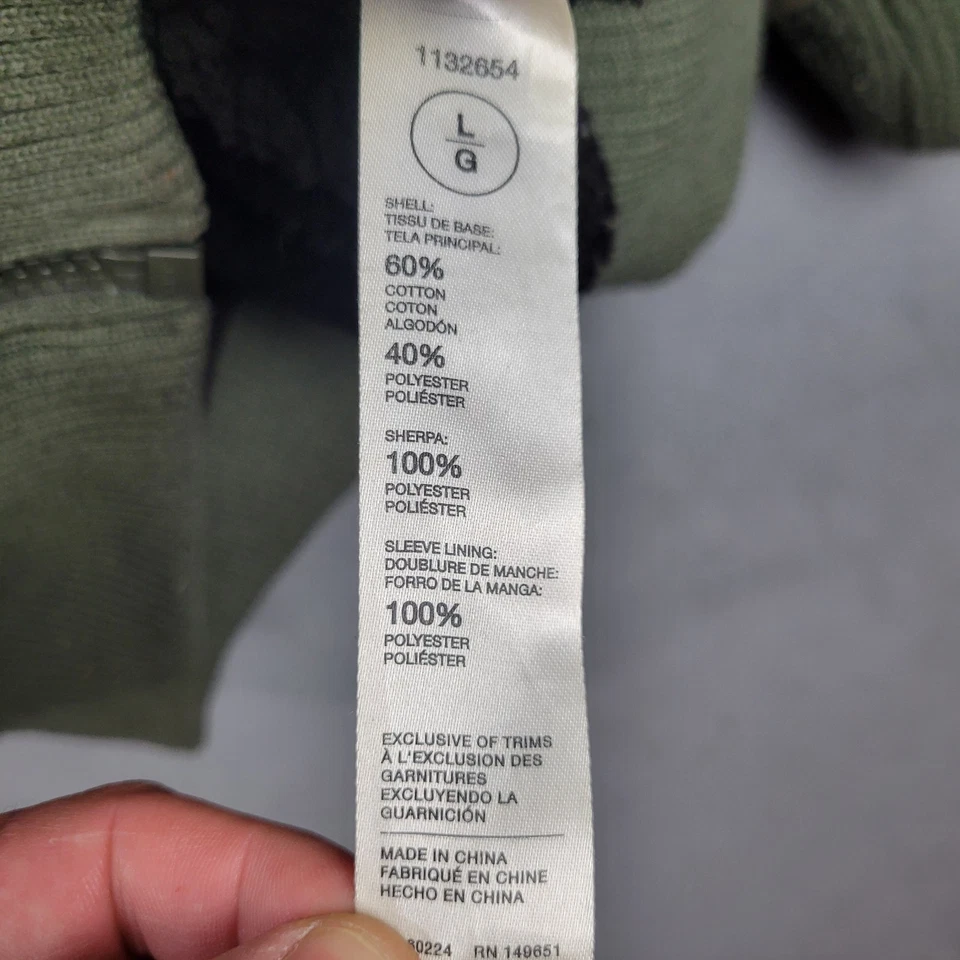 1132654
L
G
SHELL:
TISSU DE BASE:
TELA PRINCIPAL:
60%
COTTON
COTON
ALGODÓN
40%
POLYESTER
POLIÉSTER
SHERPA:
100%
POLYESTER
POLIÉSTER
SLEEVE LINING:
DOUBLURE DE MANCHE:
FORRO DE LA MANGA:
100%
POLYESTER
POLIÉSTER
EXCLUSIVE OF TRIMS
À L'EXCLUSION DES
GARNITURES
EXCLUYENDO LA
GUARNICIÓN
MADE IN CHINA
FABRIQUÉ EN CHINE
HECHO EN CHINA
RN 149651